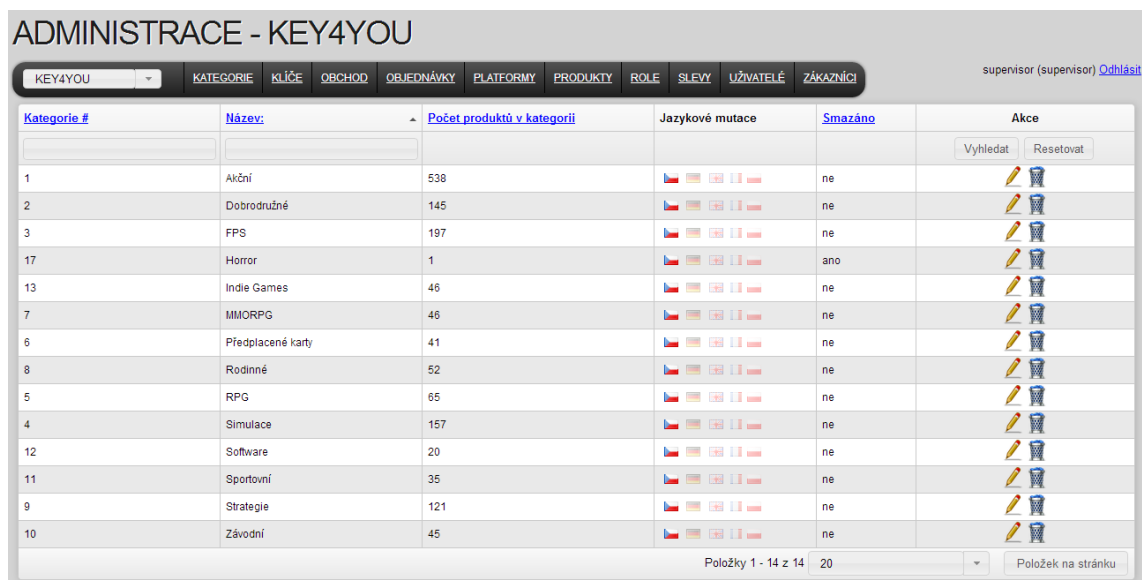 ADMINISTRACE - KEY4YOU
KEY4YOU KATEGORIE KLÍČE OBCHOD OBJEDNÁVKY PLATFORMY PRODUKTY ROLE SLEVY UŽIVATELÉ ZÁKAZNÍCI supervisor (supervisor) Odhlásit
Kategorie # Název: Počet produktů v kategorii Jazykové mutace Smazáno Akce
Vyhledat Resetovat
1 Akční 538 ne
2 Dobrodružné 145 ne
3 FPS 197 ne
17 Horror 1 ano
13 Indie Games 46 ne
7 MMORPG 46 ne
6 Předplacené karty 41 ne
8 Rodinné 52 ne
5 RPG 65 ne
4 Simulace 157 ne
12 Software 20 ne
11 Sportovní 35 ne
9 Strategie 121 ne
10 Závodní 45 ne
Položky 1 - 14 z 14 20 Položek na stránku